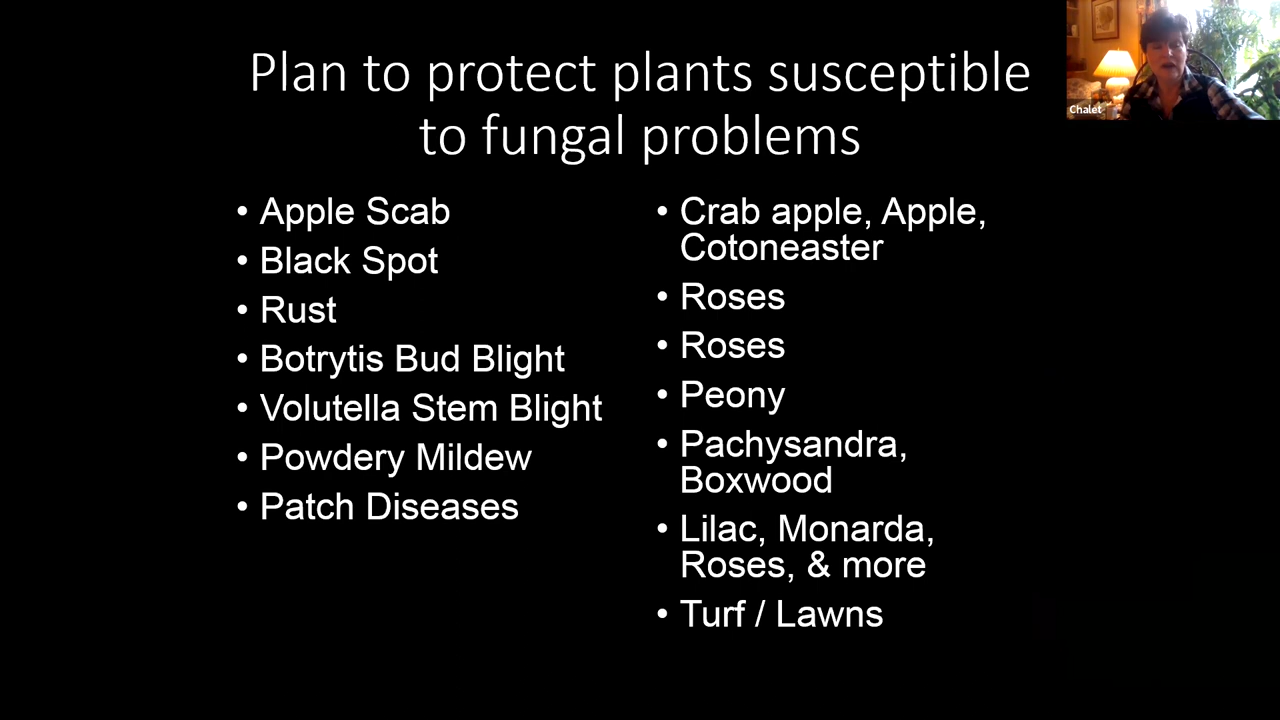 Plan to protect plants susceptible
to fungal problems
• Apple Scab
• Black Spot
• Rust
• Botrytis Bud Blight
• Volutella Stem Blight
• Powdery Mildew
• Patch Diseases
• Crab apple, Apple,
Cotoneaster
• Roses
• Roses
• Peony
• Pachysandra,
Boxwood
• Lilac, Monarda,
Roses, & more
• Turf / Lawns
Chalet